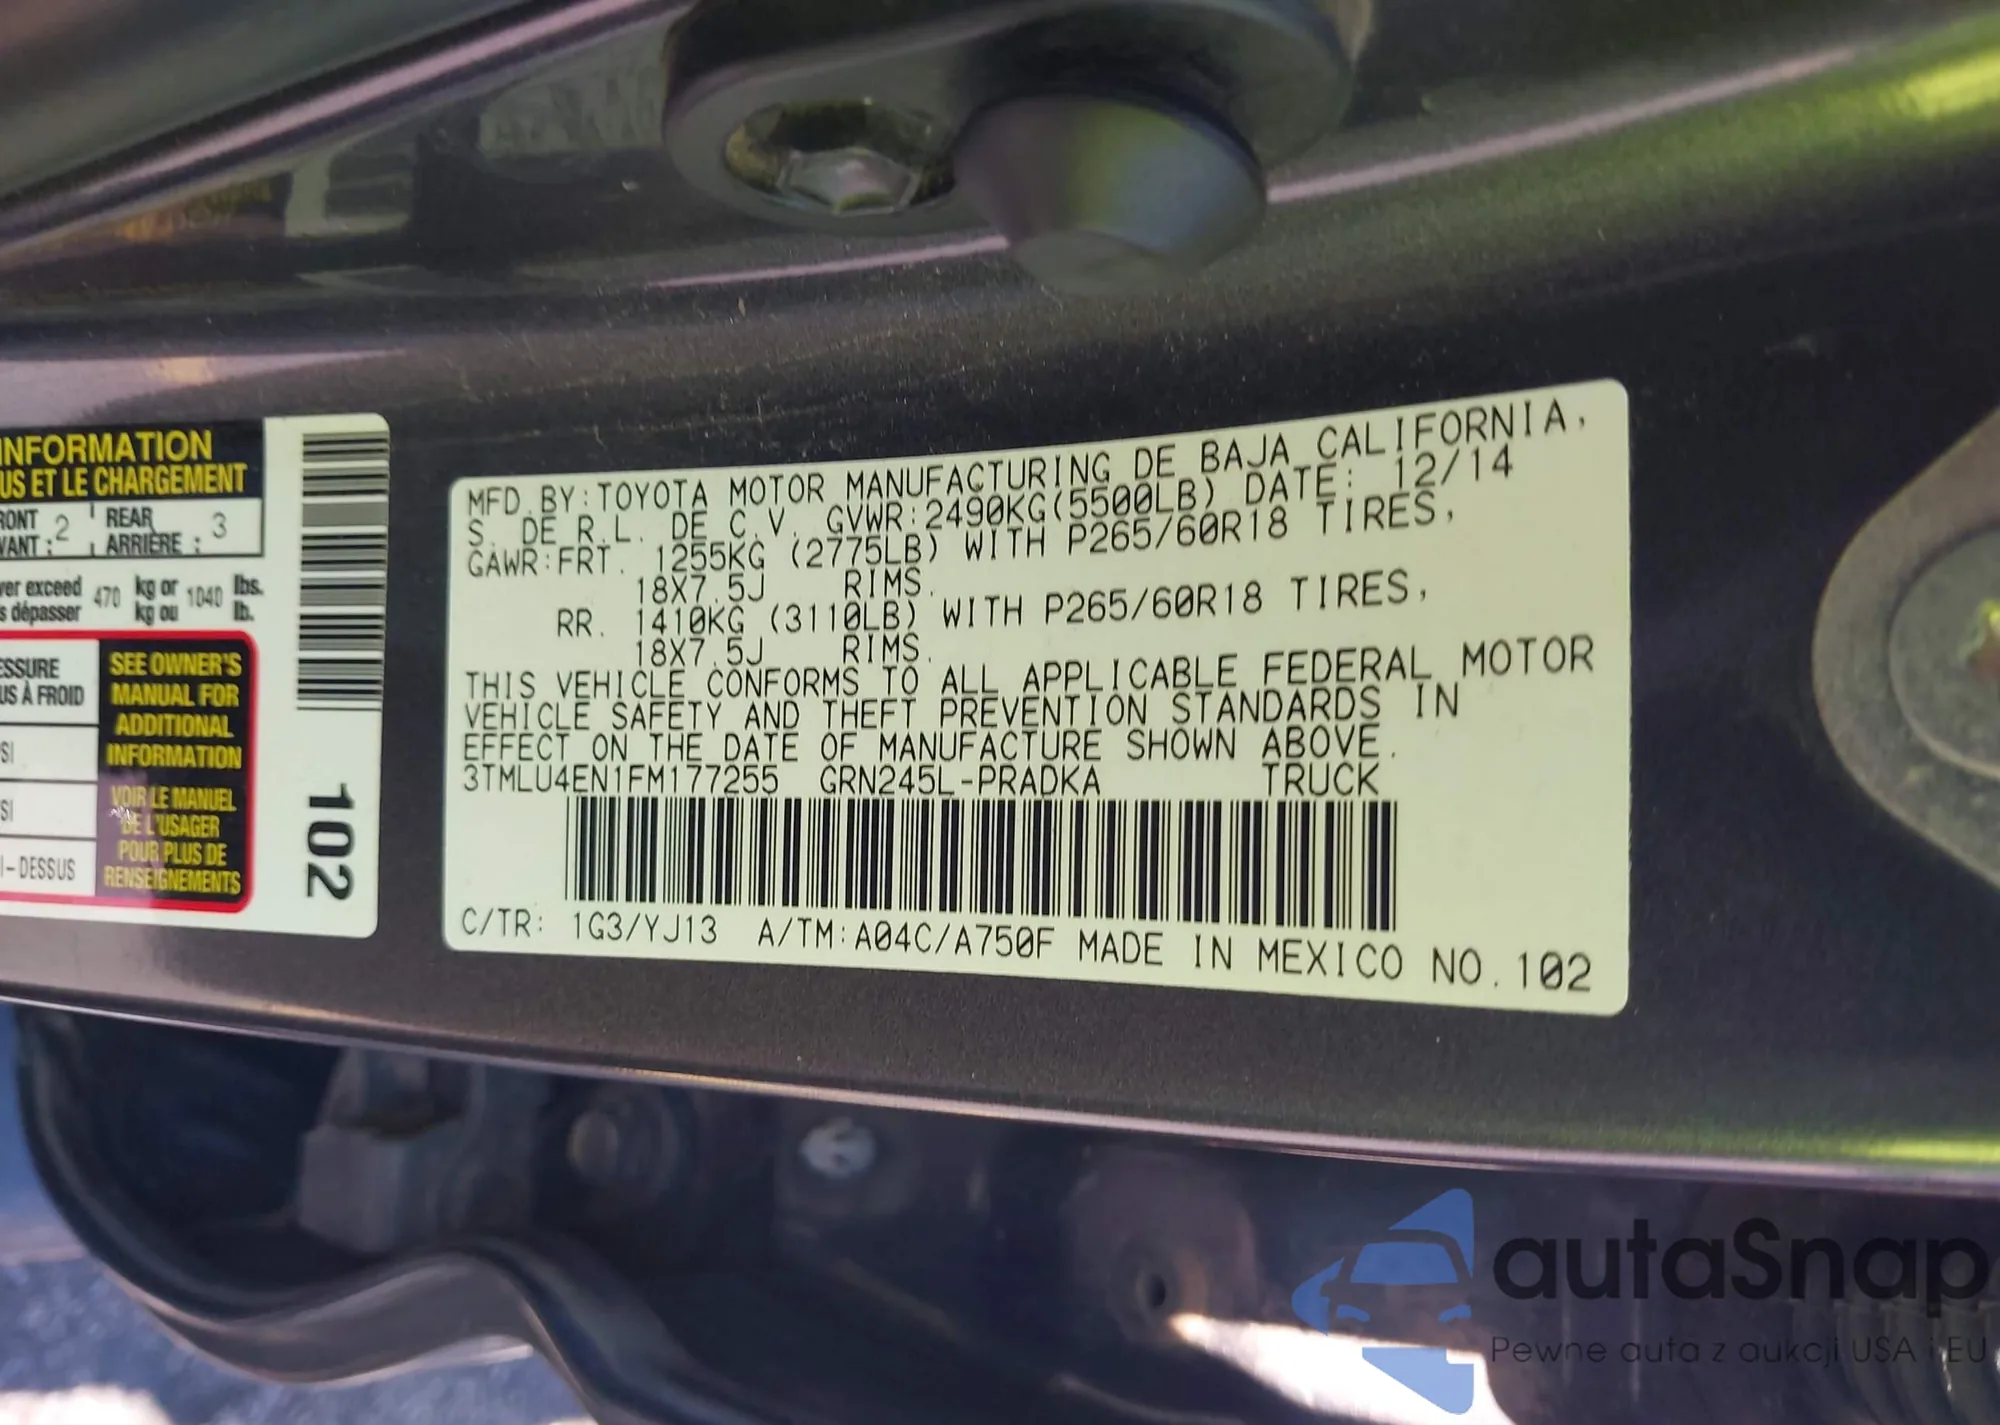 INFORMATION
US ET LE CHARGEMENT
RONT 2 REAR 3
VANT : ARRIÈRE :
ver exceed 470 kg or 1040 lbs.
s dépasser kg ou lb.
ESSURE
US À FROID
SI
SI
I-DESSUS
SEE OWNER'S
MANUAL FOR
ADDITIONAL
INFORMATION
VOIR LE MANUEL
DE L'USAGER
POUR PLUS DE
RENSEIGNEMENTS
102
MFD. BY:TOYOTA MOTOR MANUFACTURING DE BAJA CALIFORNIA,
S. DE R.L. DE C.V. GVWR:2490KG(5500LB) DATE: 12/14
GAWR:FRT. 1255KG (2775LB) WITH P265/60R18 TIRES,
18X7.5J RIMS.
RR. 1410KG (3110LB) WITH P265/60R18 TIRES,
18X7.5J RIMS.
THIS VEHICLE CONFORMS TO ALL APPLICABLE FEDERAL MOTOR
VEHICLE SAFETY AND THEFT PREVENTION STANDARDS IN
EFFECT ON THE DATE OF MANUFACTURE SHOWN ABOVE.
3TMLU4EN1FM177255 GRN245L-PRADKA TRUCK
C/TR: 1G3/YJ13 A/TM:A04C/A750F MADE IN MEXICO NO.102
autaSnap
Pewne auta z aukcji USA i EU